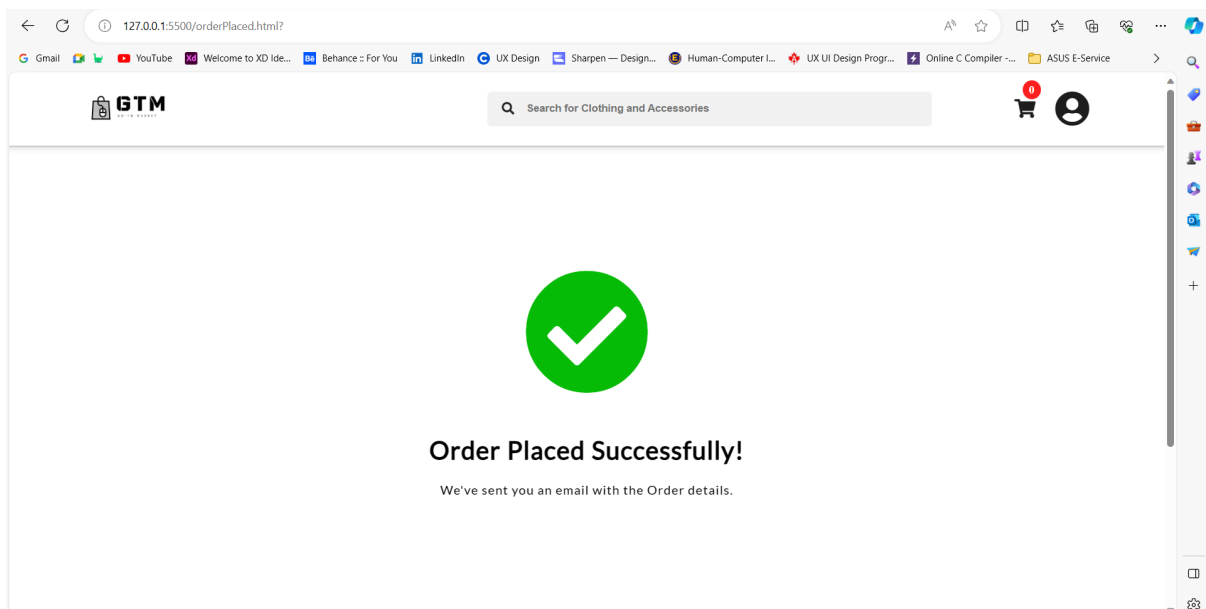 127.0.0.1:5500/orderPlaced.html?
Gmail YouTube Welcome to XD Ide... Behance :: For You LinkedIn UX Design Sharpen — Design... Human-Computer I... UX UI Design Progr... Online C Compiler -... ASUS E-Service
GTM
Search for Clothing and Accessories
0
Order Placed Successfully!
We've sent you an email with the Order details.